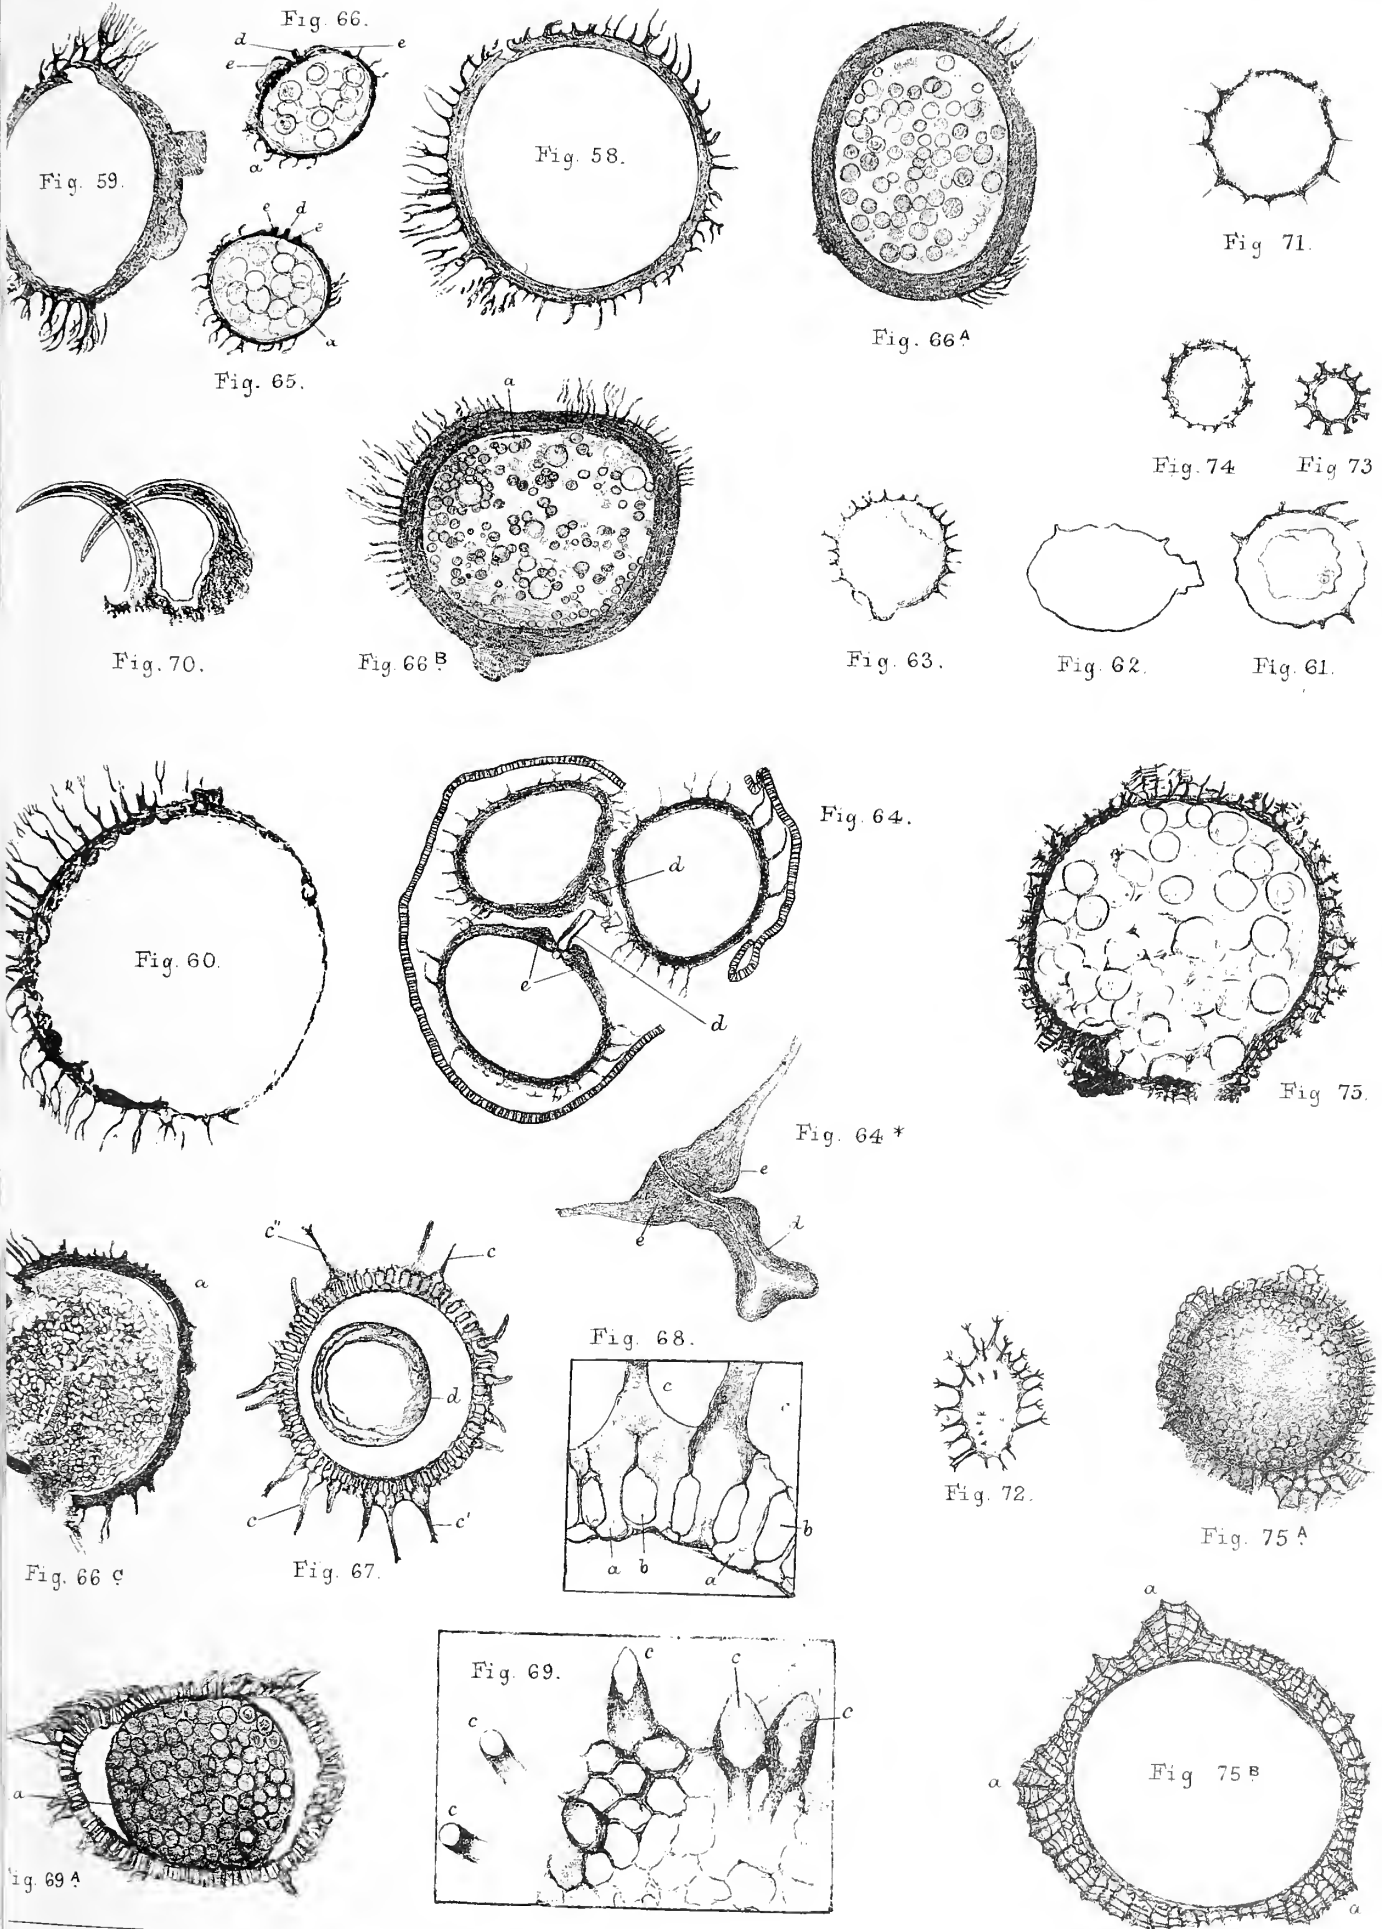 Fig. 66.
d
e
e
a
Fig. 59.
Fig. 58.
e
d
e
a
Fig. 65.
Fig. 66 A.
Fig 71.
Fig. 74
Fig 73
a
Fig. 70.
Fig. 66 B.
Fig. 63.
Fig. 62.
Fig. 61.
Fig. 60.
Fig. 64.
d
e
d
Fig 75.
Fig. 64 *
e
e
d
a
Fig. 66 C.
c"
c
d
c
c'
Fig. 67.
Fig. 68.
c
c
b
a
b
a
Fig. 72.
Fig. 75 A.
a
ig. 69 A.
Fig. 69.
c
c
c
c
c
a
a
Fig 75 B
a